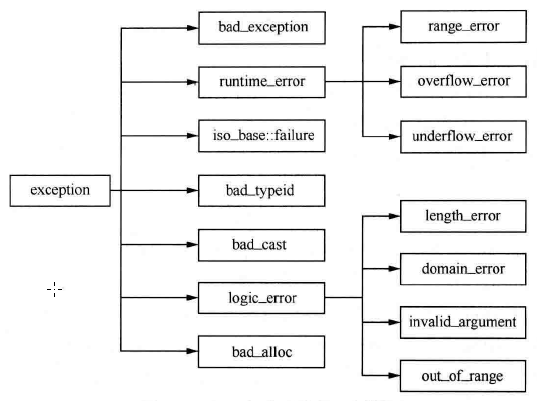 bad_exception
range_error
runtime_error
overflow_error
iso_base::failure
underflow_error
exception
bad_typeid
length_error
bad_cast
domain_error
logic_error
invalid_argument
bad_alloc
out_of_range